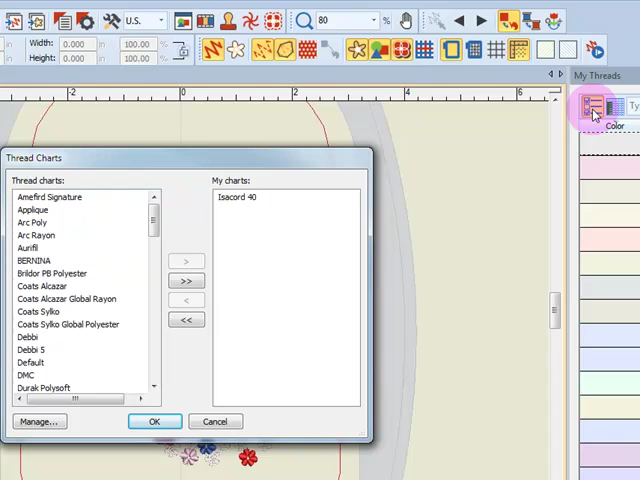 U.S.
80
Width: 0.000 in 100.00 %
Height: 0.000 in 100.00 %
My Threads
-2 0 2 4 6
Color
Thread Charts
Thread charts:
My charts:
Amefird Signature
Applique
Arc Poly
Arc Rayon
Aurifil
BERNINA
Brildor PB Polyester
Coats Alcazar
Coats Alcazar Global Rayon
Coats Sylko
Coats Sylko Global Polyester
Debbi
Debbi 5
Default
DMC
Durak Polysoft
Isacord 40
>
>>
<
<<
Manage...
OK
Cancel